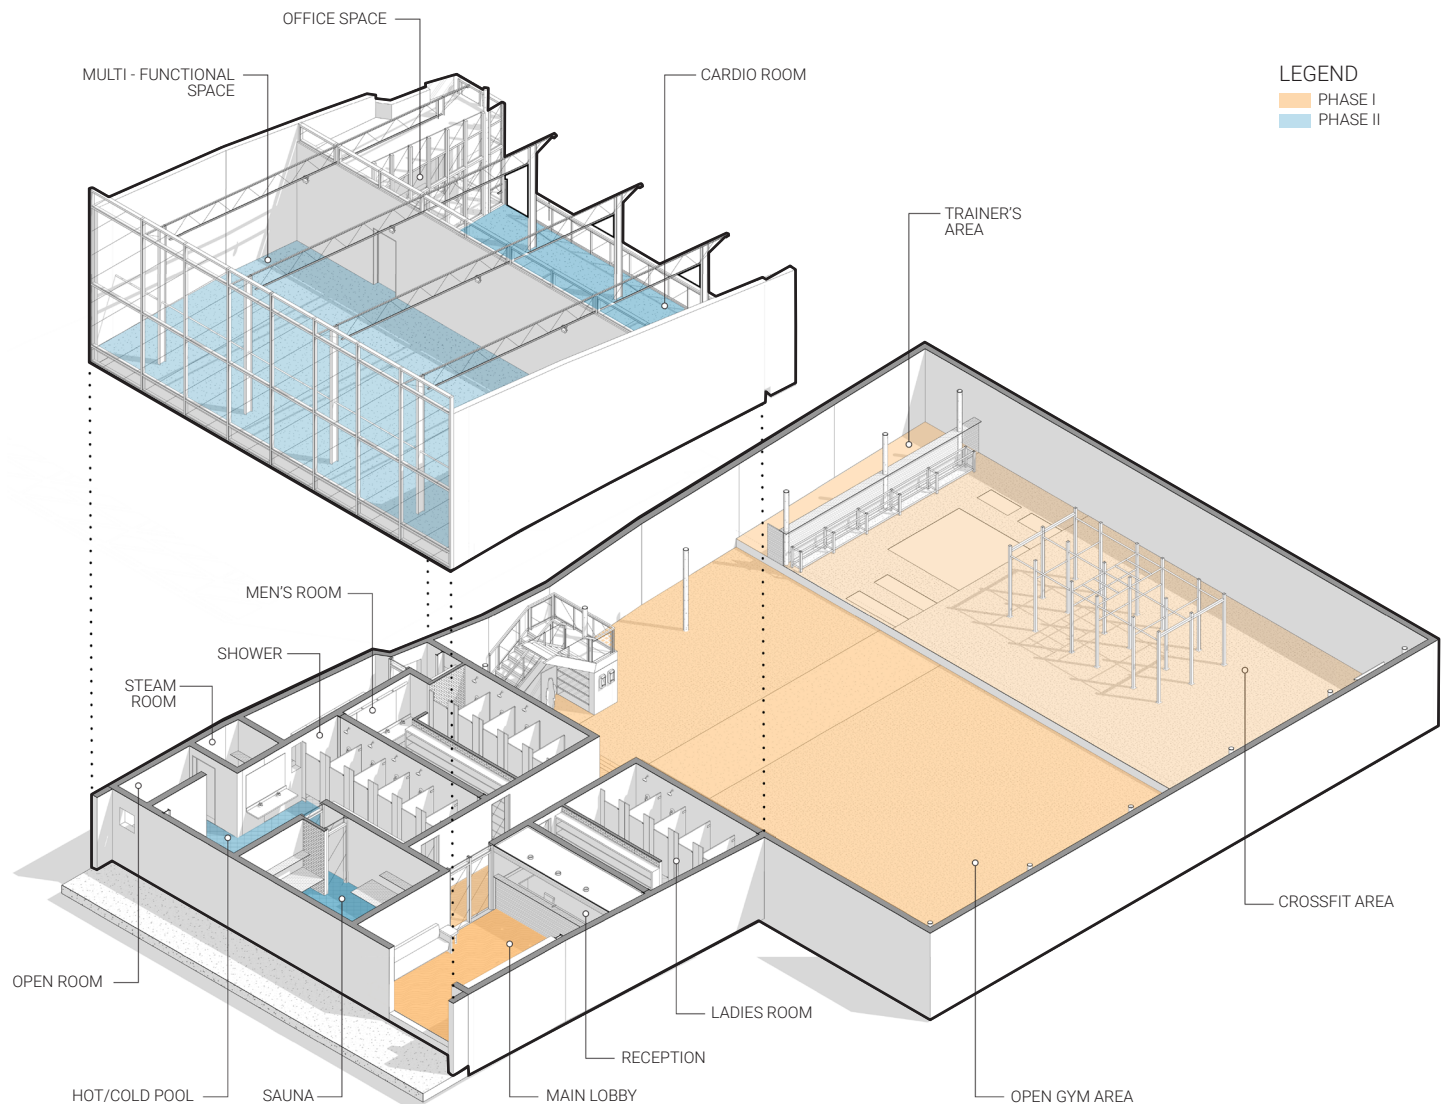 OFFICE SPACE
MULTI - FUNCTIONAL
SPACE
CARDIO ROOM
LEGEND
PHASE I
PHASE II
TRAINER'S
AREA
MEN'S ROOM
SHOWER
STEAM
ROOM
CROSSFIT AREA
OPEN ROOM
LADIES ROOM
RECEPTION
HOT/COLD POOL
SAUNA
MAIN LOBBY
OPEN GYM AREA